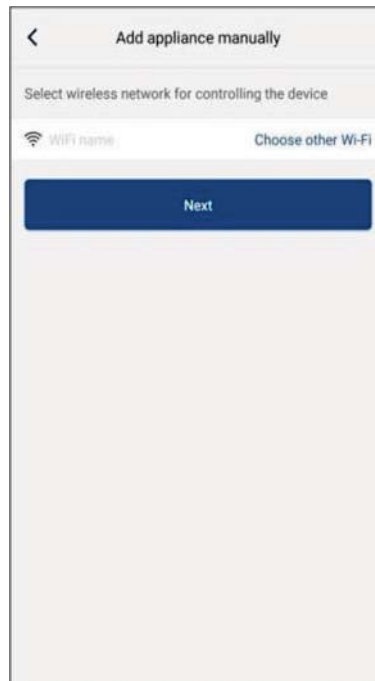 Add appliance manually
Select wireless network for controlling the device
WiFi name Choose other Wi-Fi
Next